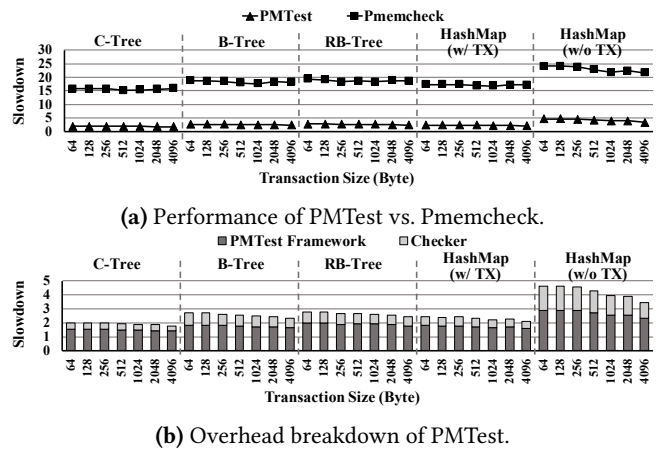 PMTest Pmemcheck
C-Tree B-Tree RB-Tree HashMap (w/ TX) HashMap (w/o TX)
Slowdown
30
25
20
15
10
5
0
64 128 256 512 1024 2048 4096 64 128 256 512 1024 2048 4096 64 128 256 512 1024 2048 4096 64 128 256 512 1024 2048 4096 64 128 256 512 1024 2048 4096
Transaction Size (Byte)
(a) Performance of PMTest vs. Pmemcheck.
PMTest Framework Checker
C-Tree B-Tree RB-Tree HashMap (w/ TX) HashMap (w/o TX)
Slowdown
5
4
3
2
1
64 128 256 512 1024 2048 4096 64 128 256 512 1024 2048 4096 64 128 256 512 1024 2048 4096 64 128 256 512 1024 2048 4096 64 128 256 512 1024 2048 4096
Transaction Size (Byte)
(b) Overhead breakdown of PMTest.